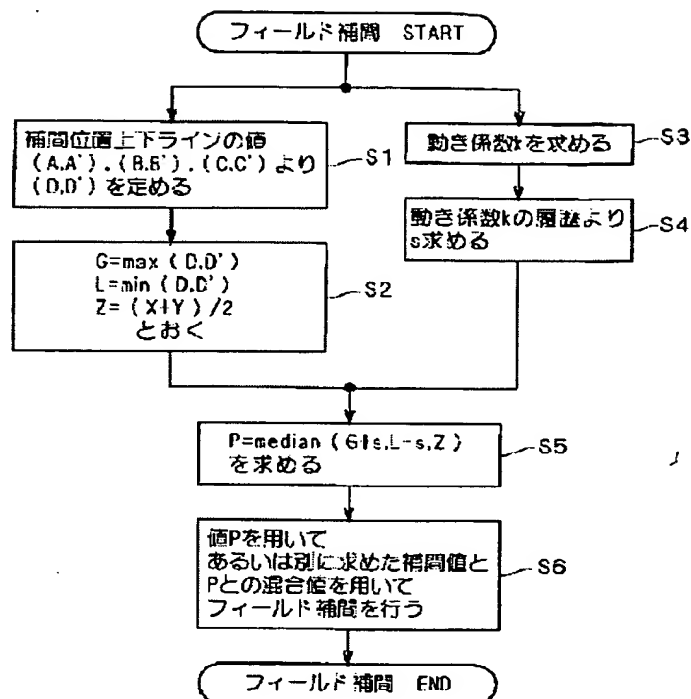 フィールド補間 START
補間位置上下ラインの値
(A,A'),(B,B'),(C,C')より
(D,D')を定める
S1
動き係数kを求める
S3
動き係数kの履歴より
s求める
S4
G=max(D,D')
L=min(D,D')
Z=(X+Y)/2
とおく
S2
P=median(G+s,L-s,Z)
を求める
S5
値Pを用いて
あるいは別に求めた補間値と
Pとの混合値を用いて
フィールド補間を行う
S6
フィールド補間 END